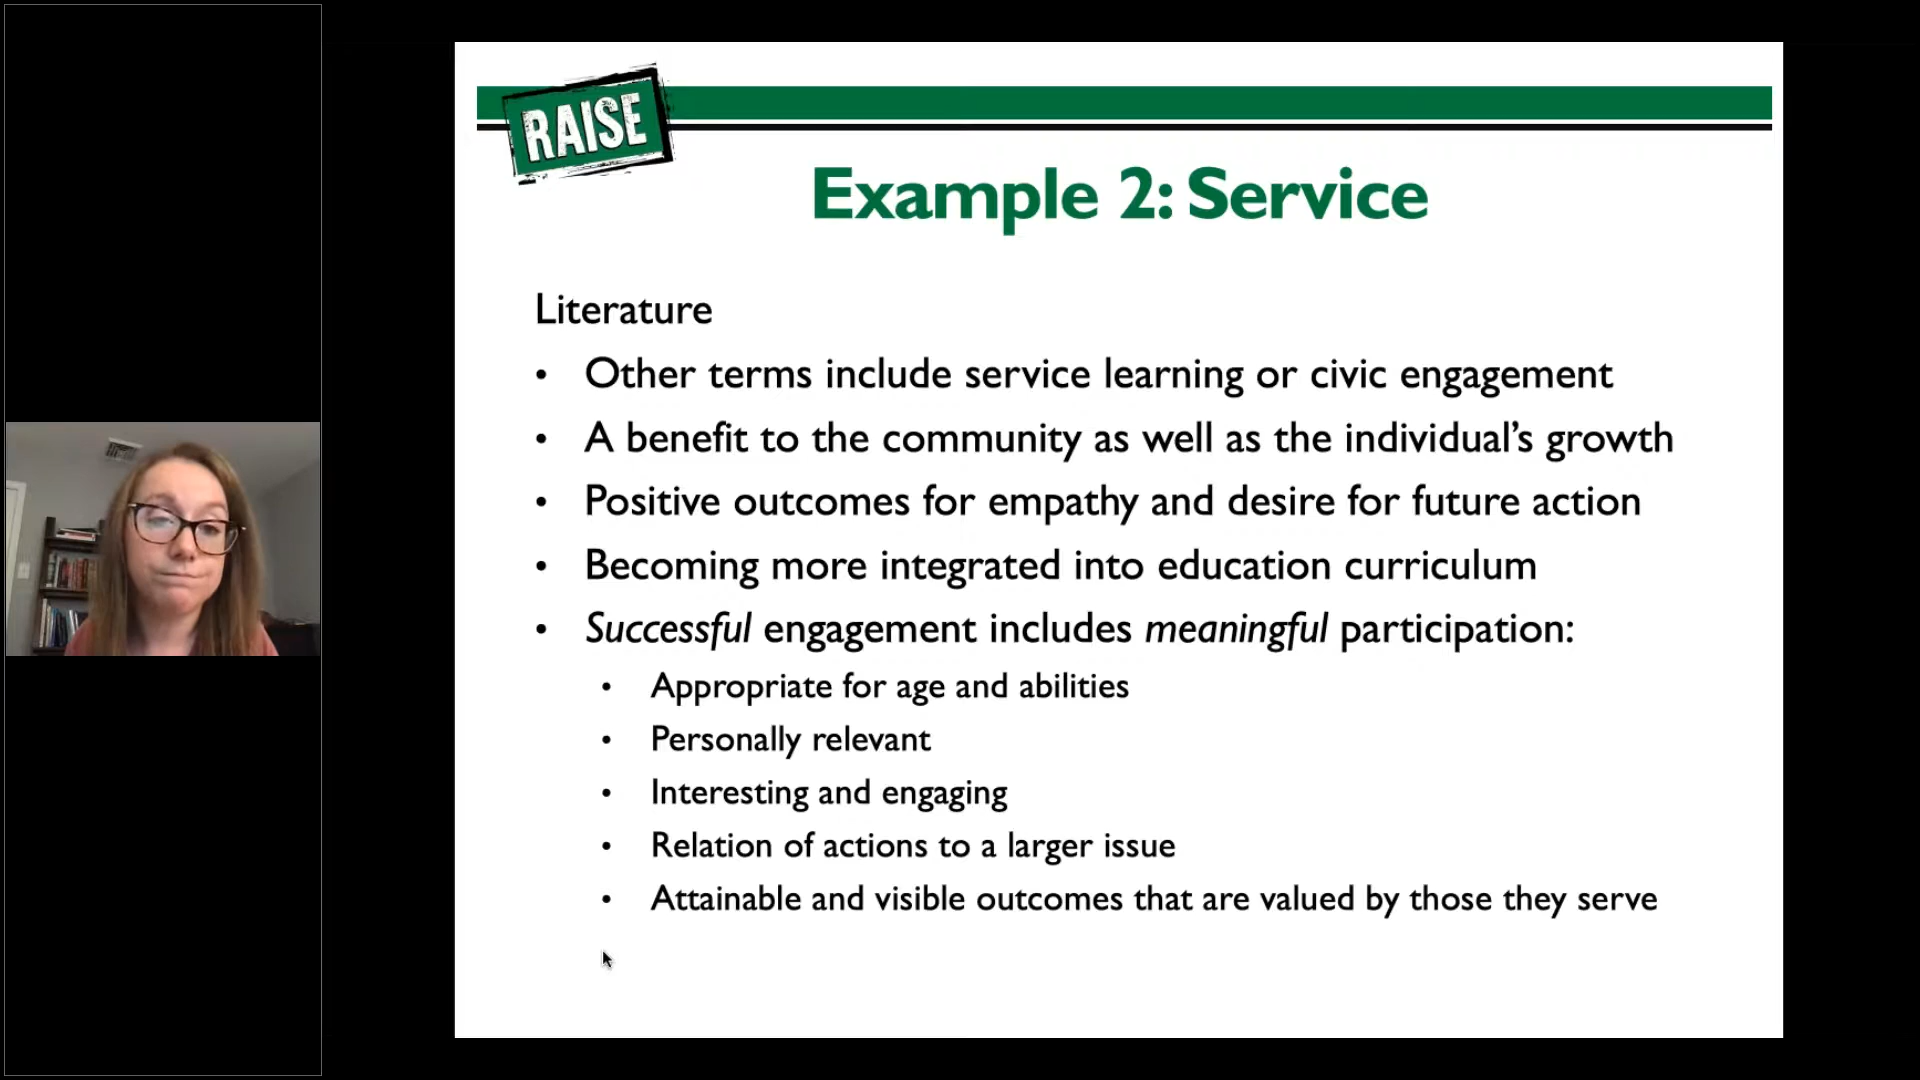 RAISE
Example 2: Service
Literature
• Other terms include service learning or civic engagement
• A benefit to the community as well as the individual’s growth
• Positive outcomes for empathy and desire for future action
• Becoming more integrated into education curriculum
• Successful engagement includes meaningful participation:
• Appropriate for age and abilities
• Personally relevant
• Interesting and engaging
• Relation of actions to a larger issue
• Attainable and visible outcomes that are valued by those they serve